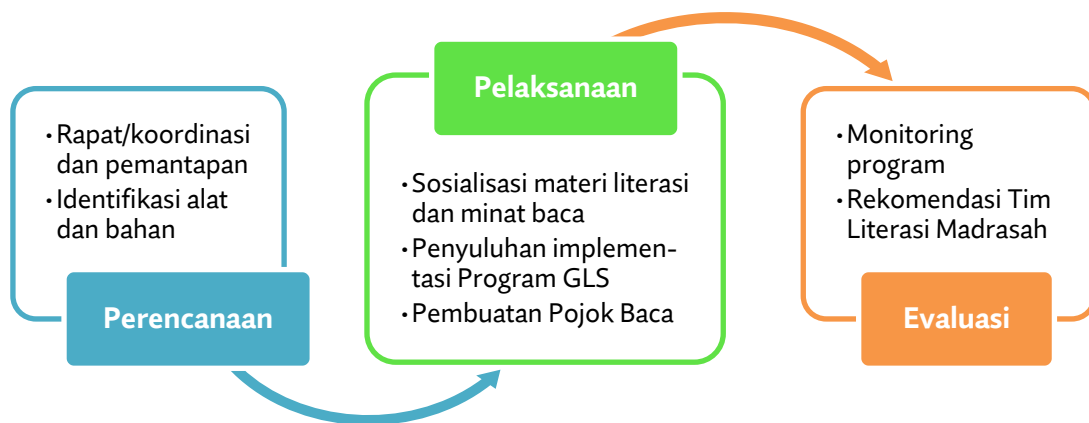 · Rapat/koordinasi
dan pemantapan
· Identifikasi alat
dan bahan
Perencanaan
Pelaksanaan
· Sosialisasi materi literasi
dan minat baca
· Penyuluhan implemen-
tasi Program GLS
· Pembuatan Pojok Baca
· Monitoring
program
· Rekomendasi Tim
Literasi Madrasah
Evaluasi